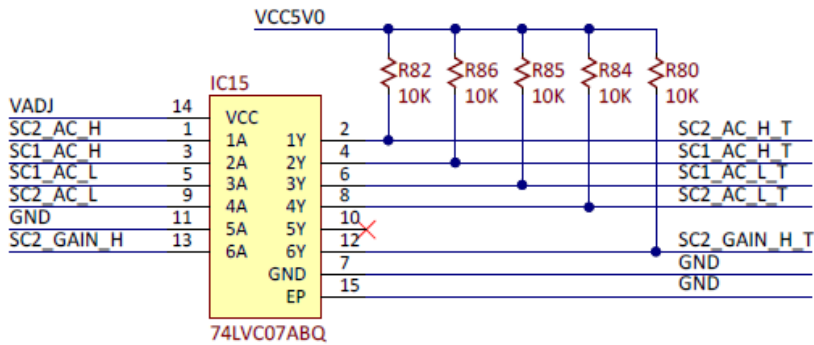 VCC5V0
R82 R86 R85 R84 R80
10K 10K 10K 10K 10K
IC15
VADJ 14 VCC
SC2_AC_H 1 1A 1Y 2 SC2_AC_H_T
SC1_AC_H 3 2A 2Y 4 SC1_AC_H_T
SC1_AC_L 5 3A 3Y 6 SC1_AC_L_T
SC2_AC_L 9 4A 4Y 8 SC2_AC_L_T
GND 11 5A 5Y 10
SC2_GAIN_H 13 6A 6Y 12 SC2_GAIN_H_T
GND 7 GND
EP 15 GND
74LVC07ABQ